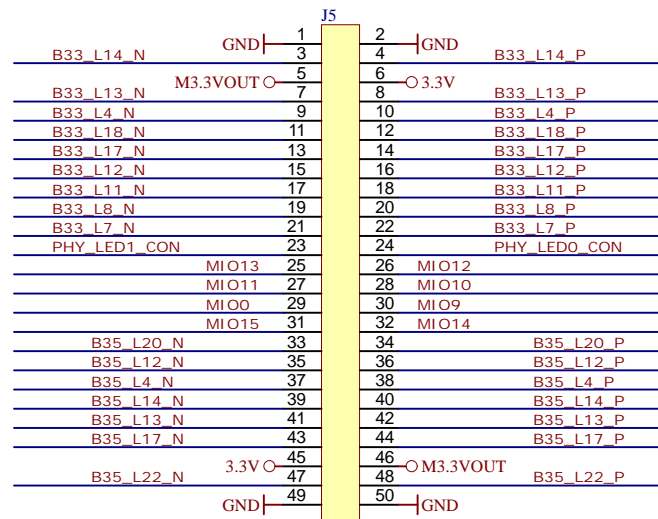 J5
GND 1 2 GND
B33_L14_N 3 4 B33_L14_P
M3.3VOUT 5 6 3.3V
B33_L13_N 7 8 B33_L13_P
B33_L4_N 9 10 B33_L4_P
B33_L18_N 11 12 B33_L18_P
B33_L17_N 13 14 B33_L17_P
B33_L12_N 15 16 B33_L12_P
B33_L11_N 17 18 B33_L11_P
B33_L8_N 19 20 B33_L8_P
B33_L7_N 21 22 B33_L7_P
PHY_LED1_CON 23 24 PHY_LED0_CON
MIO13 25 26 MIO12
MIO11 27 28 MIO10
MIO0 29 30 MIO9
MIO15 31 32 MIO14
B35_L20_N 33 34 B35_L20_P
B35_L12_N 35 36 B35_L12_P
B35_L4_N 37 38 B35_L4_P
B35_L14_N 39 40 B35_L14_P
B35_L13_N 41 42 B35_L13_P
B35_L17_N 43 44 B35_L17_P
3.3V 45 46 M3.3VOUT
B35_L22_N 47 48 B35_L22_P
GND 49 50 GND